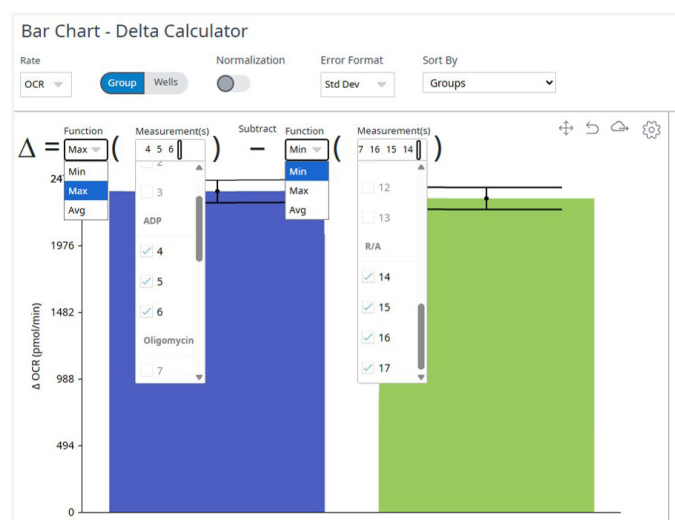 Bar Chart - Delta Calculator
Rate
Normalization
Error Format
Sort By
OCR
Group
Wells
Std Dev
Groups
Function
Measurement(s)
Subtract
Function
Measurement(s)
Δ = Max ( 4 5 6 ) − Min ( 7 16 15 14 )
Min
Max
Avg
3
ADP
4
5
6
Oligomycin
7
Min
Max
Avg
12
13
R/A
14
15
16
17
Δ OCR (pmol/min)
1976
1482
988
494
0